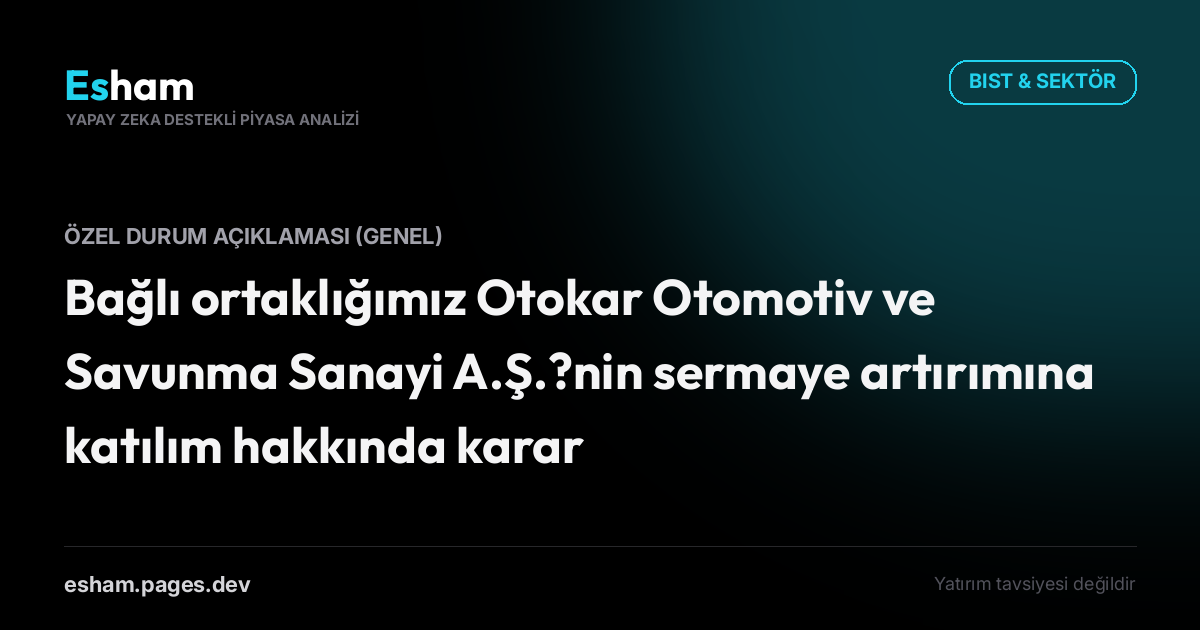 Esham
BIST & SEKTÖR
YAPAY ZEKA DESTEKLİ PİYASA ANALİZİ
ÖZEL DURUM AÇIKLAMASI (GENEL)
Bağlı ortaklığımız Otokar Otomotiv ve
Savunma Sanayi A.Ş.?nin sermaye artırımına
katılım hakkında karar
esham.pages.dev
Yatırım tavsiyesi değildir